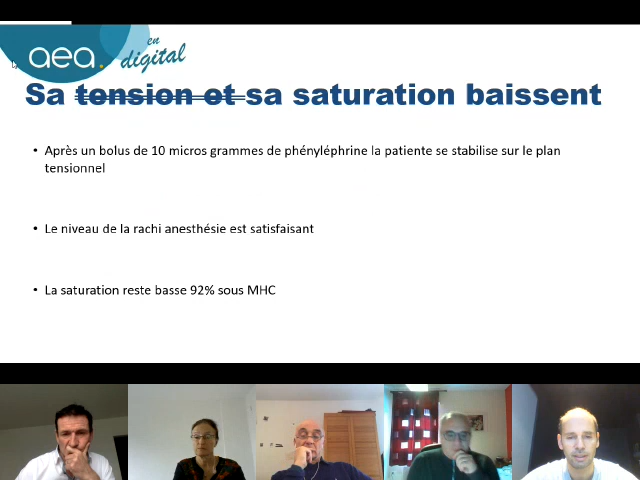 aea.
en
digital
Sa tension et sa saturation baissent
• Après un bolus de 10 micros grammes de phényléphrine la patiente se stabilise sur le plan
tensionnel
• Le niveau de la rachi anesthésie est satisfaisant
• La saturation reste basse 92% sous MHC